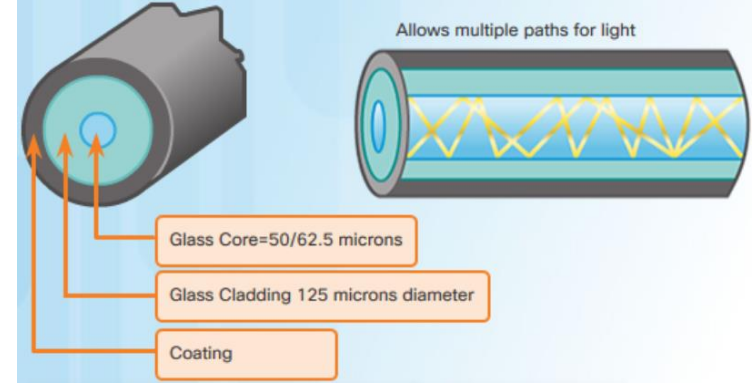 Allows multiple paths for light
Glass Core=50/62.5 microns
Glass Cladding 125 microns diameter
Coating